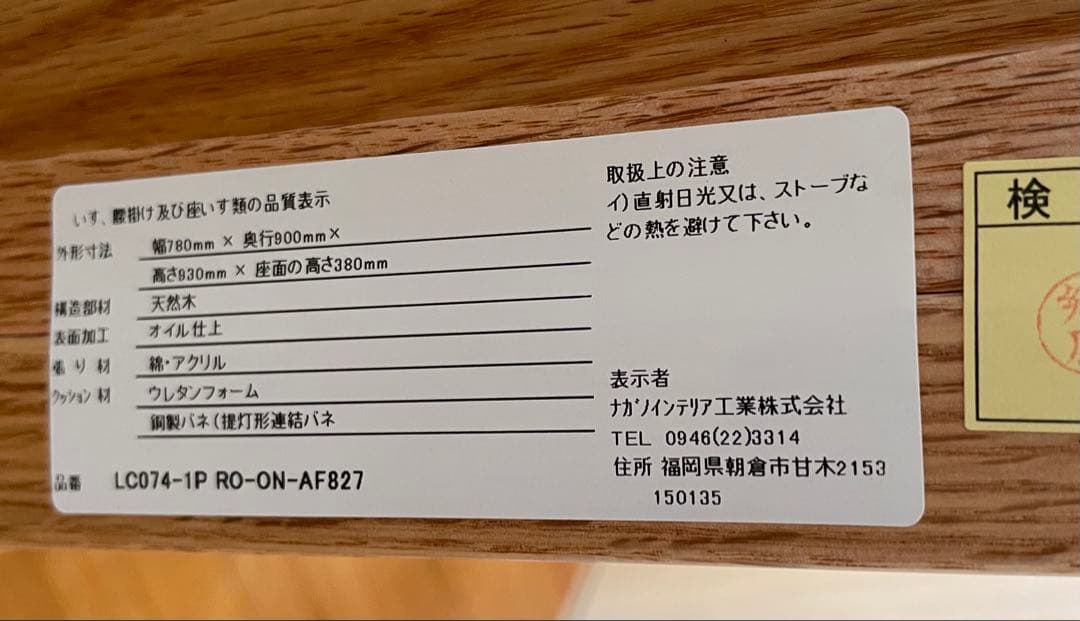 いす、腰掛け及び座いす類の品質表示
外形寸法 幅780mm × 奥行900mm×
高さ930mm × 座面の高さ380mm
構造部材 天然木
表面加工 オイル仕上
張り材 綿・アクリル
クッション材 ウレタンフォーム
鋼製バネ(提灯形連結バネ
品番 LC074-1P RO-ON-AF827
取扱上の注意
イ)直射日光又は、ストーブな
どの熱を避けて下さい。
表示者
ナガノインテリア工業株式会社
TEL 0946(22)3314
住所 福岡県朝倉市甘木2153
150135
検